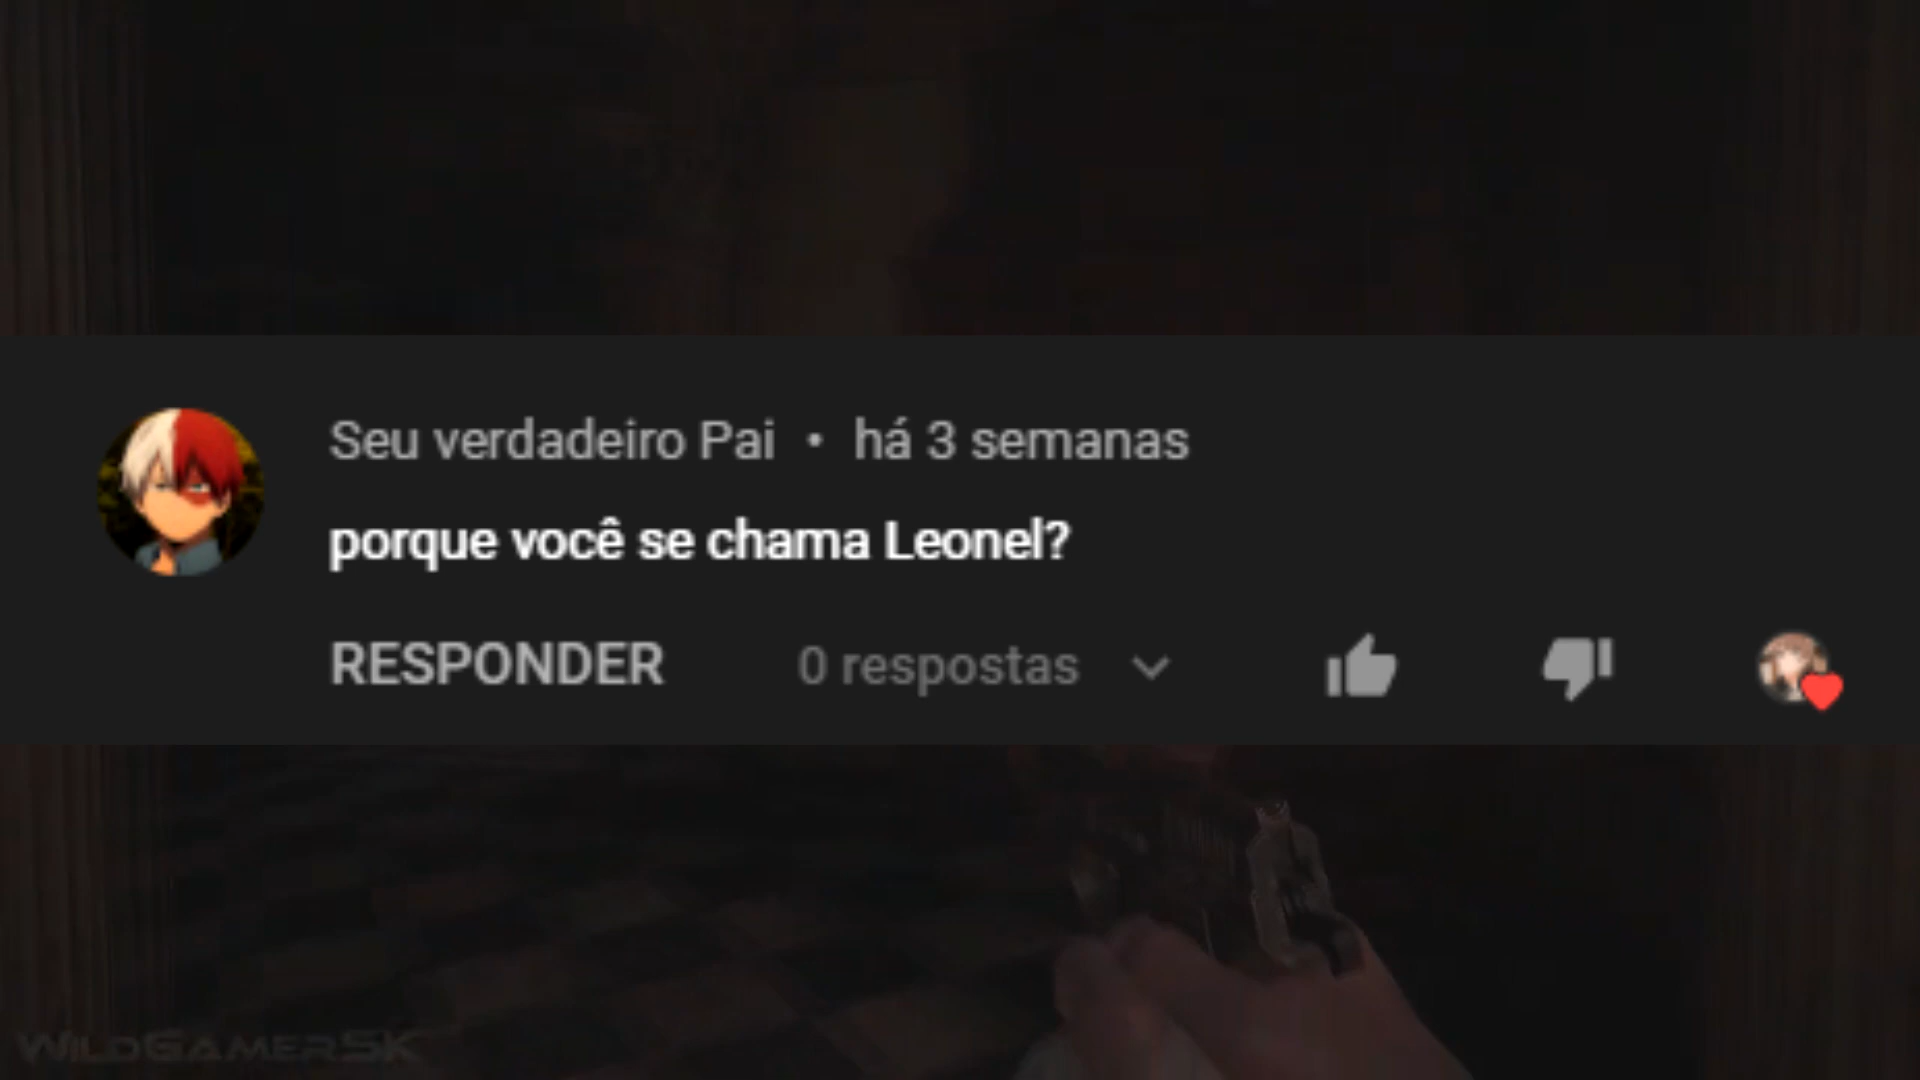 Seu verdadeiro Pai • há 3 semanas
porque você se chama Leonel?
RESPONDER 0 respostas
WildGamerSK